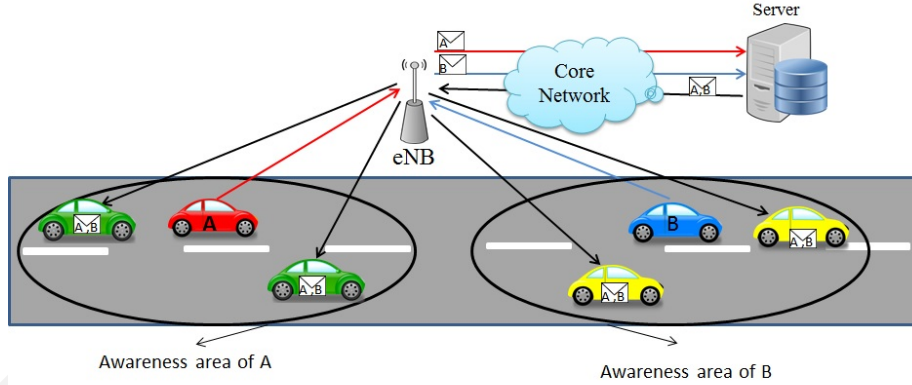 Server
A
B
Core
Network
A,B
eNB
A,B
A
B
A,B
A,B
A,B
Awareness area of A
Awareness area of B